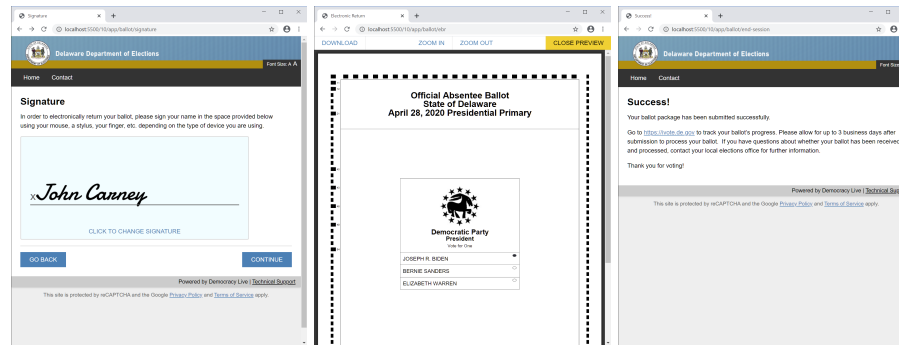 Signature
localhost:5500/r10/app/ballot/signature
Delaware Department of Elections
Font Size: A A
Home Contact
Signature
In order to electronically return your ballot, please sign your name in the space provided below
using your mouse, a stylus, your finger, etc. depending on the type of device you are using.
x John Carney
CLICK TO CHANGE SIGNATURE
GO BACK CONTINUE
Powered by Democracy Live | Technical Support
This site is protected by reCAPTCHA and the Google Privacy Policy and Terms of Service apply.
Electronic Return
localhost:5500/r10/app/ballot/ebr
DOWNLOAD ZOOM IN ZOOM OUT CLOSE PREVIEW
Official Absentee Ballot
State of Delaware
April 28, 2020 Presidential Primary
Democratic Party
President
Vote for One
JOSEPH R. BIDEN
BERNIE SANDERS
ELIZABETH WARREN
Success!
localhost:5500/r10/app/ballot/end-session
Delaware Department of Elections
Font Size
Home Contact
Success!
Your ballot package has been submitted successfully.
Go to https://ivote.de.gov to track your ballot's progress. Please allow for up to 3 business days after
submission to process your ballot. If you have questions about whether your ballot has been received
and processed, contact your local elections office for further information.
Thank you for voting!
Powered by Democracy Live | Technical Supp
This site is protected by reCAPTCHA and the Google Privacy Policy and Terms of Service apply.